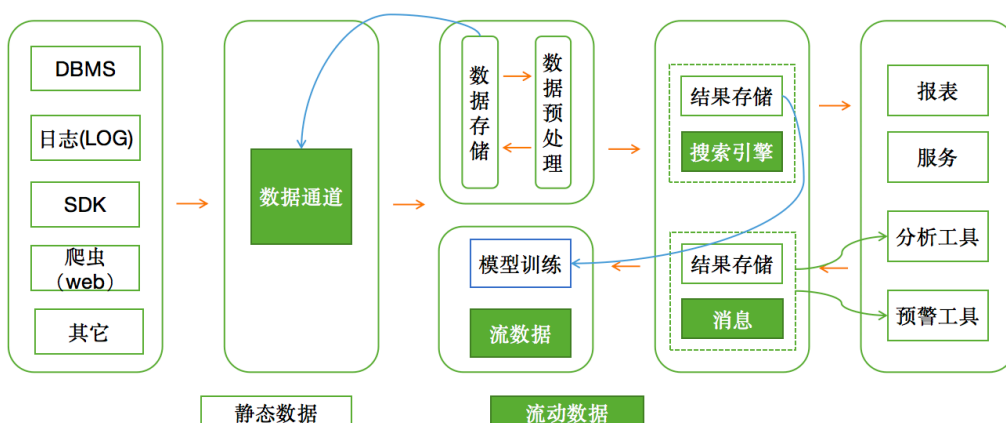 DBMS
日志(LOG)
SDK
爬虫
（web）
其它
数据通道
数据存储
数据预处理
模型训练
流数据
结果存储
搜索引擎
结果存储
消息
报表
服务
分析工具
预警工具
静态数据
流动数据